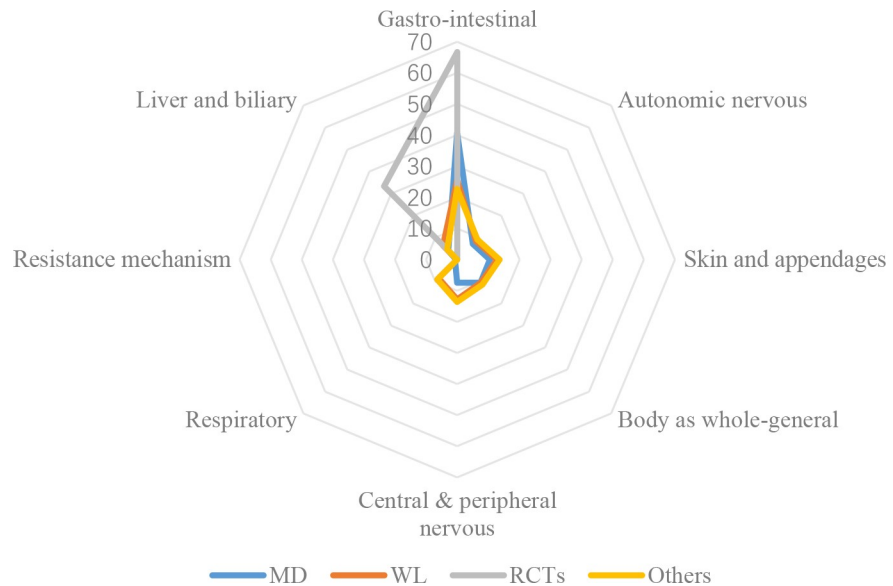 Gastro-intestinal
70
60
50
40
30
20
10
0
Liver and biliary
Autonomic nervous
Resistance mechanism
Skin and appendages
Respiratory
Body as whole-general
Central & peripheral
nervous
MD WL RCTs Others